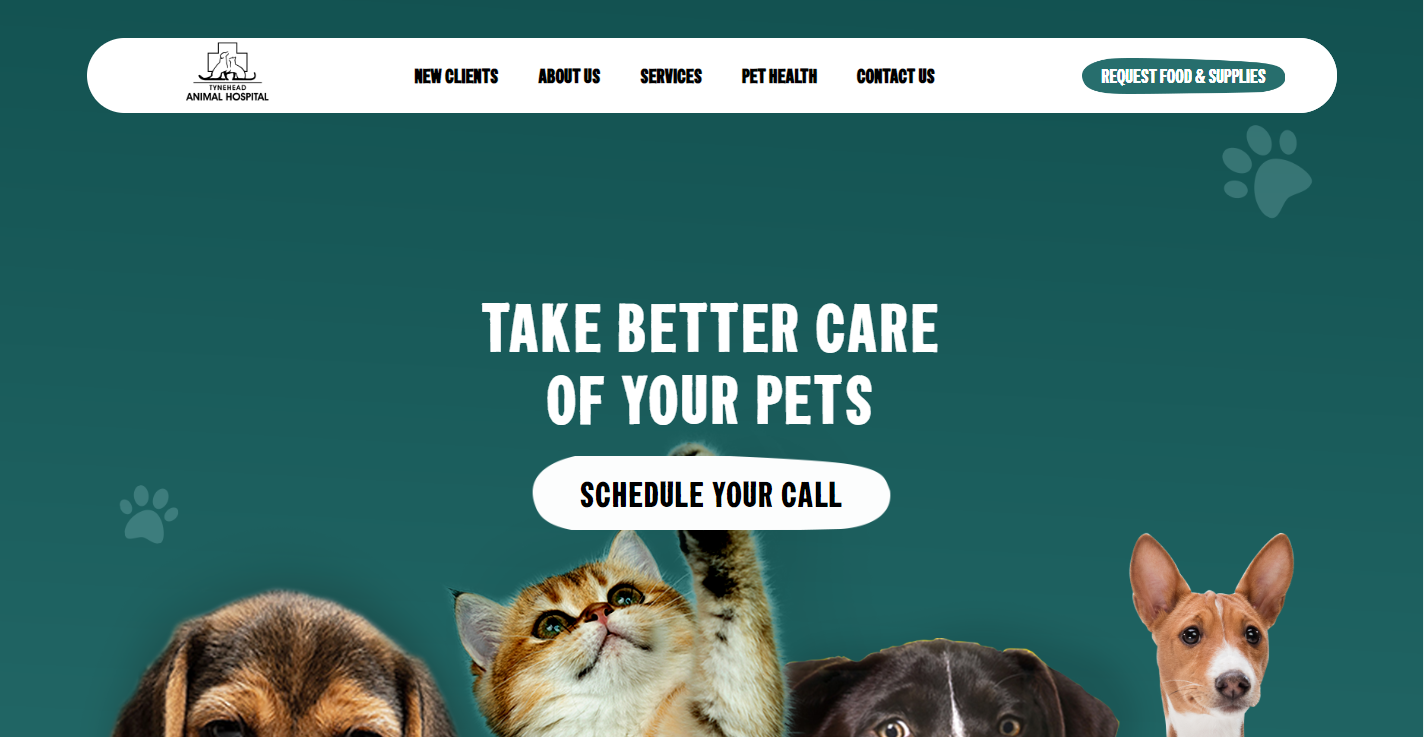 TYNEHEAD
ANIMAL HOSPITAL
NEW CLIENTS
ABOUT US
SERVICES
PET HEALTH
CONTACT US
REQUEST FOOD & SUPPLIES
TAKE BETTER CARE
OF YOUR PETS
SCHEDULE YOUR CALL